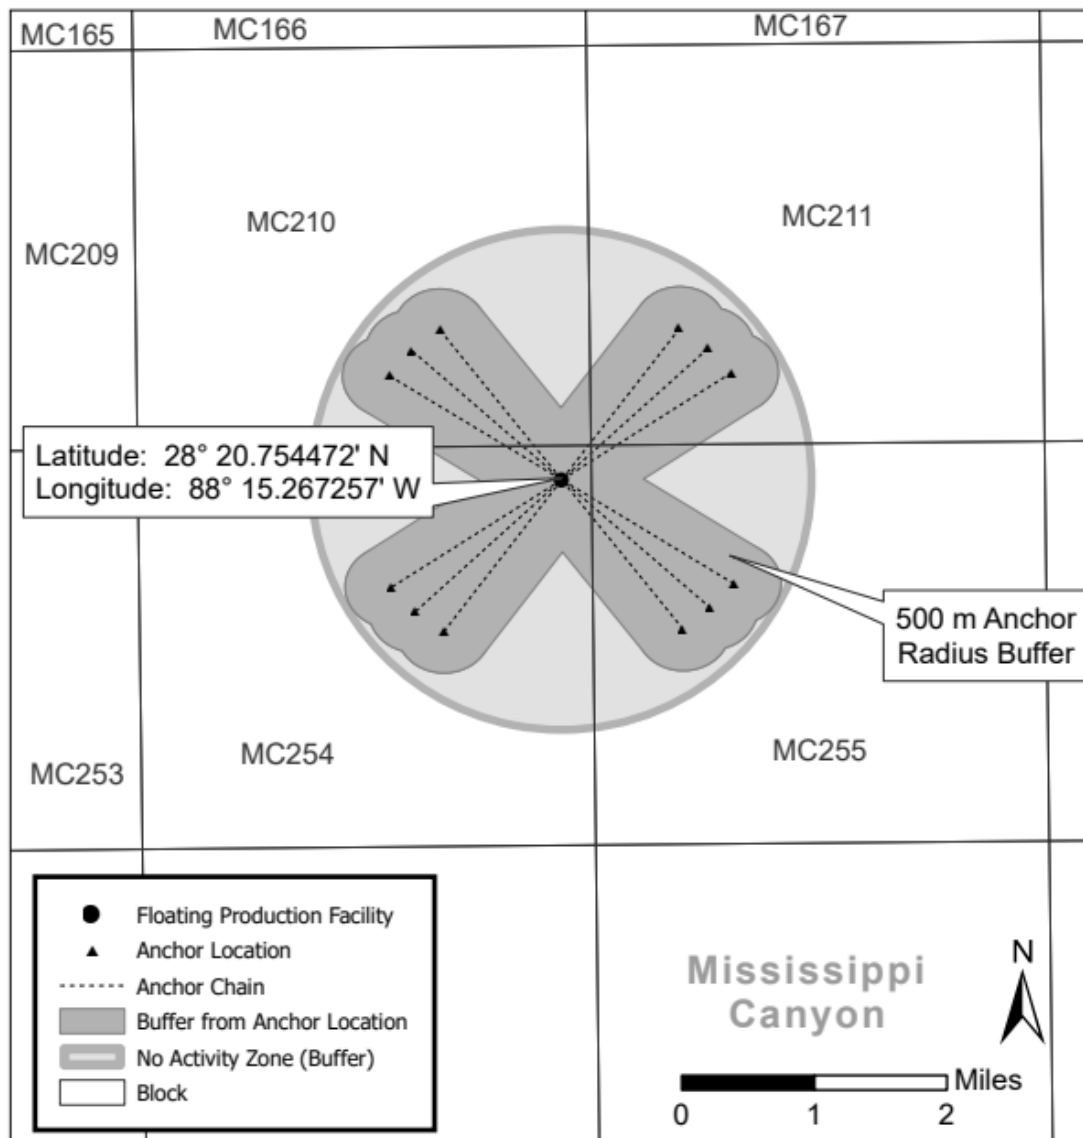 MC165
MC166
MC167
MC210
MC211
MC209
Latitude:  28° 20.754472' N
Longitude:  88° 15.267257' W
500 m Anchor
Radius Buffer
MC254
MC255
MC253
Floating Production Facility
Anchor Location
Anchor Chain
Buffer from Anchor Location
No Activity Zone (Buffer)
Block
Mississippi
Canyon
N
Miles
0 1 2